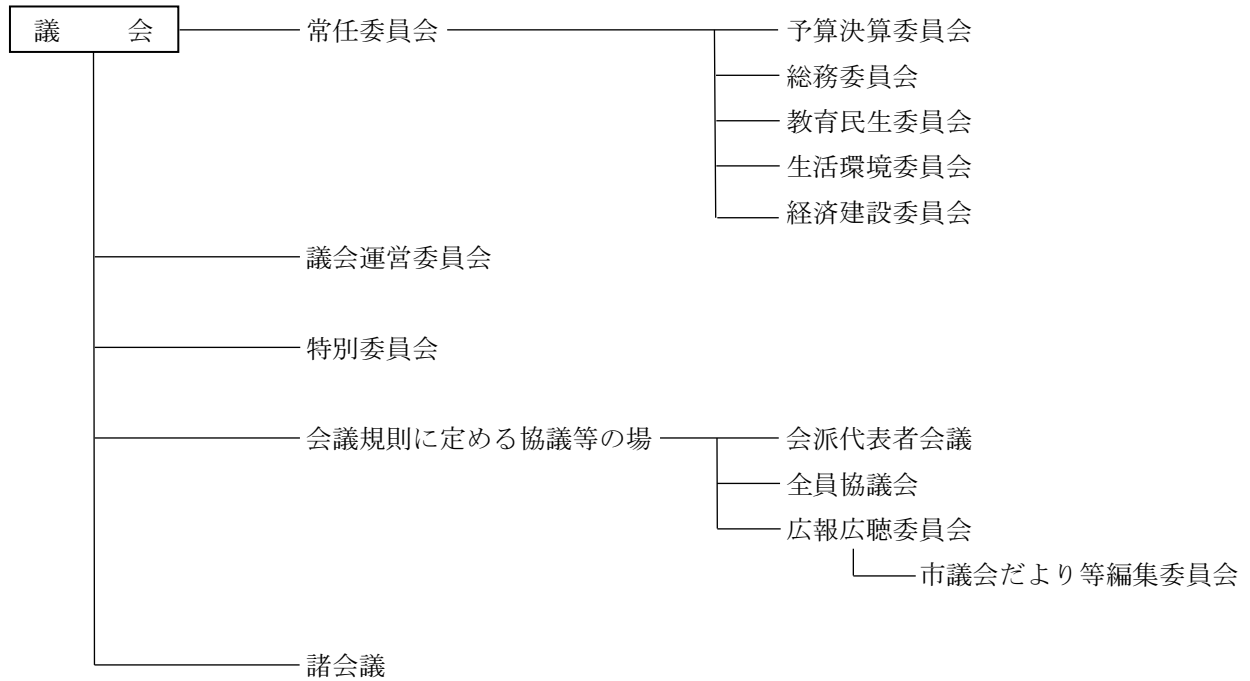 議　会
常任委員会
予算決算委員会
総務委員会
教育民生委員会
生活環境委員会
経済建設委員会
議会運営委員会
特別委員会
会議規則に定める協議等の場
会派代表者会議
全員協議会
広報広聴委員会
市議会だより等編集委員会
諸会議